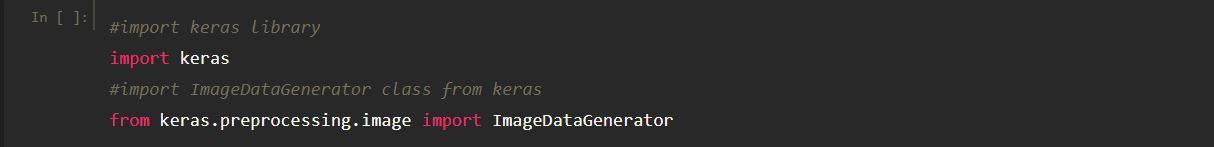 In [ ]:
#import keras library
import keras
#import ImageDataGenerator class from keras
from keras.preprocessing.image import ImageDataGenerator